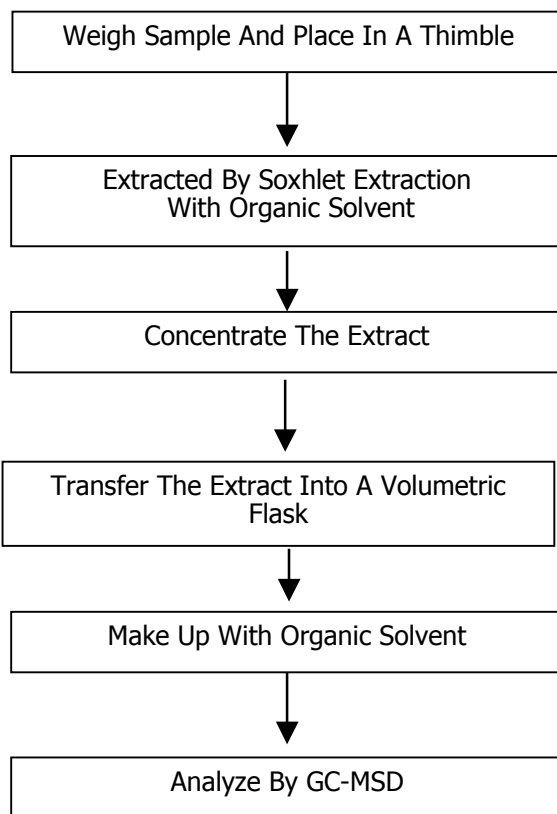 Weigh Sample And Place In A Thimble
Extracted By Soxhlet Extraction
With Organic Solvent
Concentrate The Extract
Transfer The Extract Into A Volumetric
Flask
Make Up With Organic Solvent
Analyze By GC-MSD